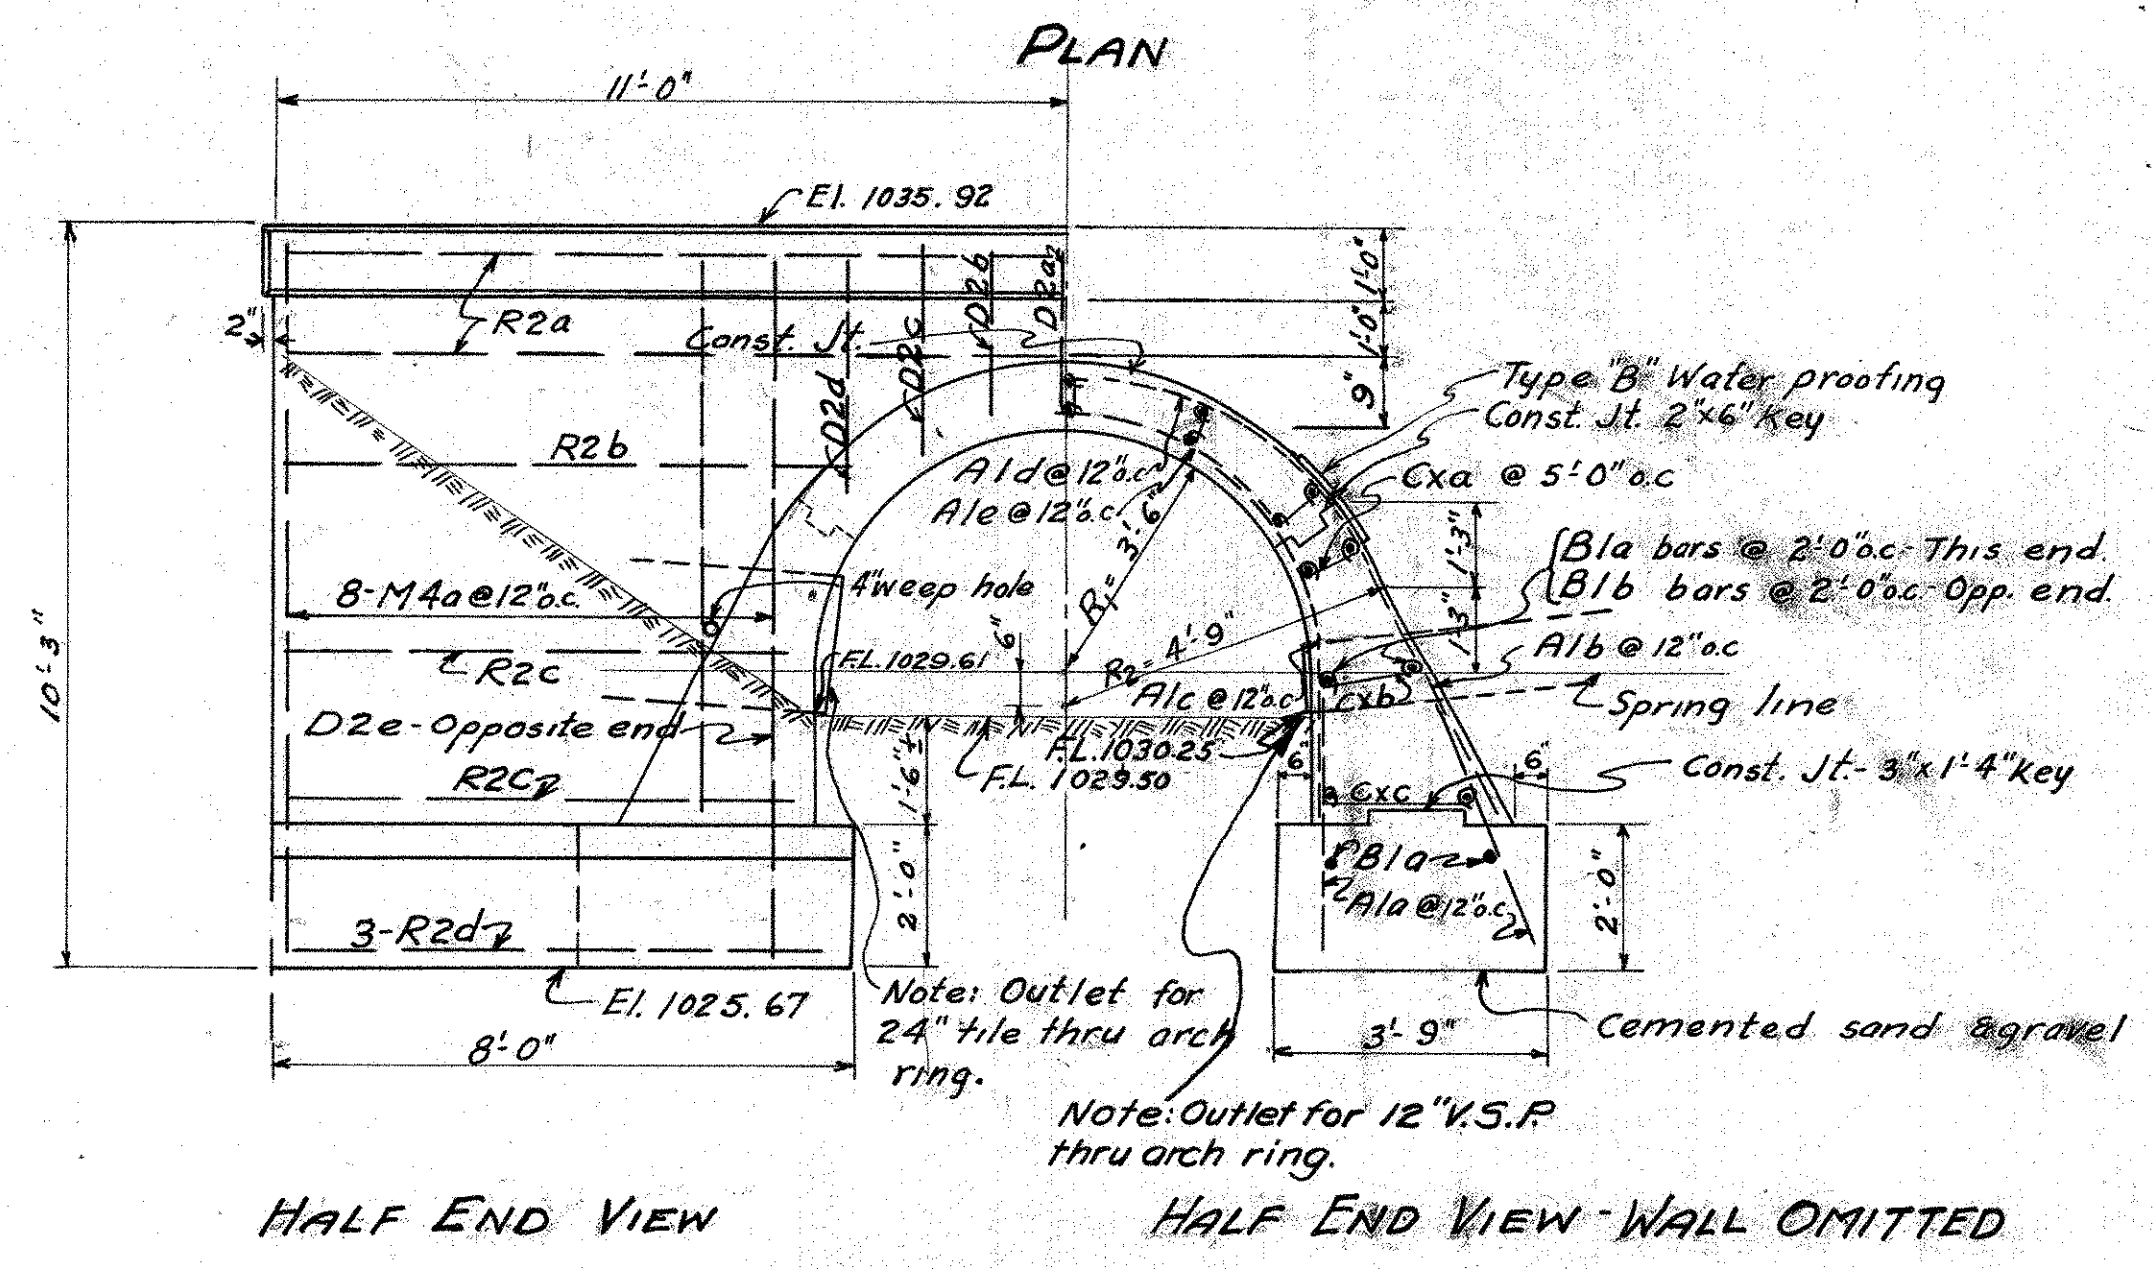 PLAN
11'-0"
El. 1035.92
1'-0"
1'-0"
9"
2"
R2a
Const. Jt.
D2d
D2c
D2b
D2a
Type "B" Water proofing
Const. Jt. 2"x6" Key
R2b
A1d @ 12" o.c.
A1e @ 12" o.c.
Cxa @ 5'-0" o.c
1'-3"
1'-3"
B1a bars @ 2'-0" o.c.- This end.
B1b bars @ 2'-0" o.c.- Opp. end.
R1 = 3'-6"
R2 = 4'-9"
8-M4a @ 12" o.c.
4" weep hole
6"
10'-3"
R2c
F.L. 1029.61
A1b @ 12" o.c
A1c @ 12" o.c
Cxb
Spring line
D2e - Opposite end
F.L. 1030.25
F.L. 1029.50
1'-6"±
6"
6"
Const. Jt.- 3"x1'-4" Key
R2c
Cxc
B1a
A1a @ 12" o.c
2'-0"
2'-0"
3-R2d
El. 1025.67
8'-0"
3'-9"
Cemented sand & gravel
Note: Outlet for
24" tile thru arch
ring.
Note: Outlet for 12" V.S.P.
thru arch ring.
HALF END VIEW
HALF END VIEW - WALL OMITTED